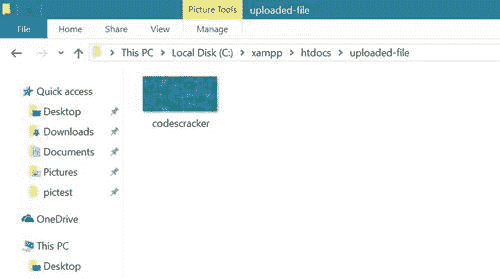 Picture Tools uploaded-file
File Home Share View Manage
This PC Local Disk (C:) xampp htdocs uploaded-file
Quick access
Desktop
Downloads
Documents
Pictures
pictest
OneDrive
This PC
Desktop
codescracker